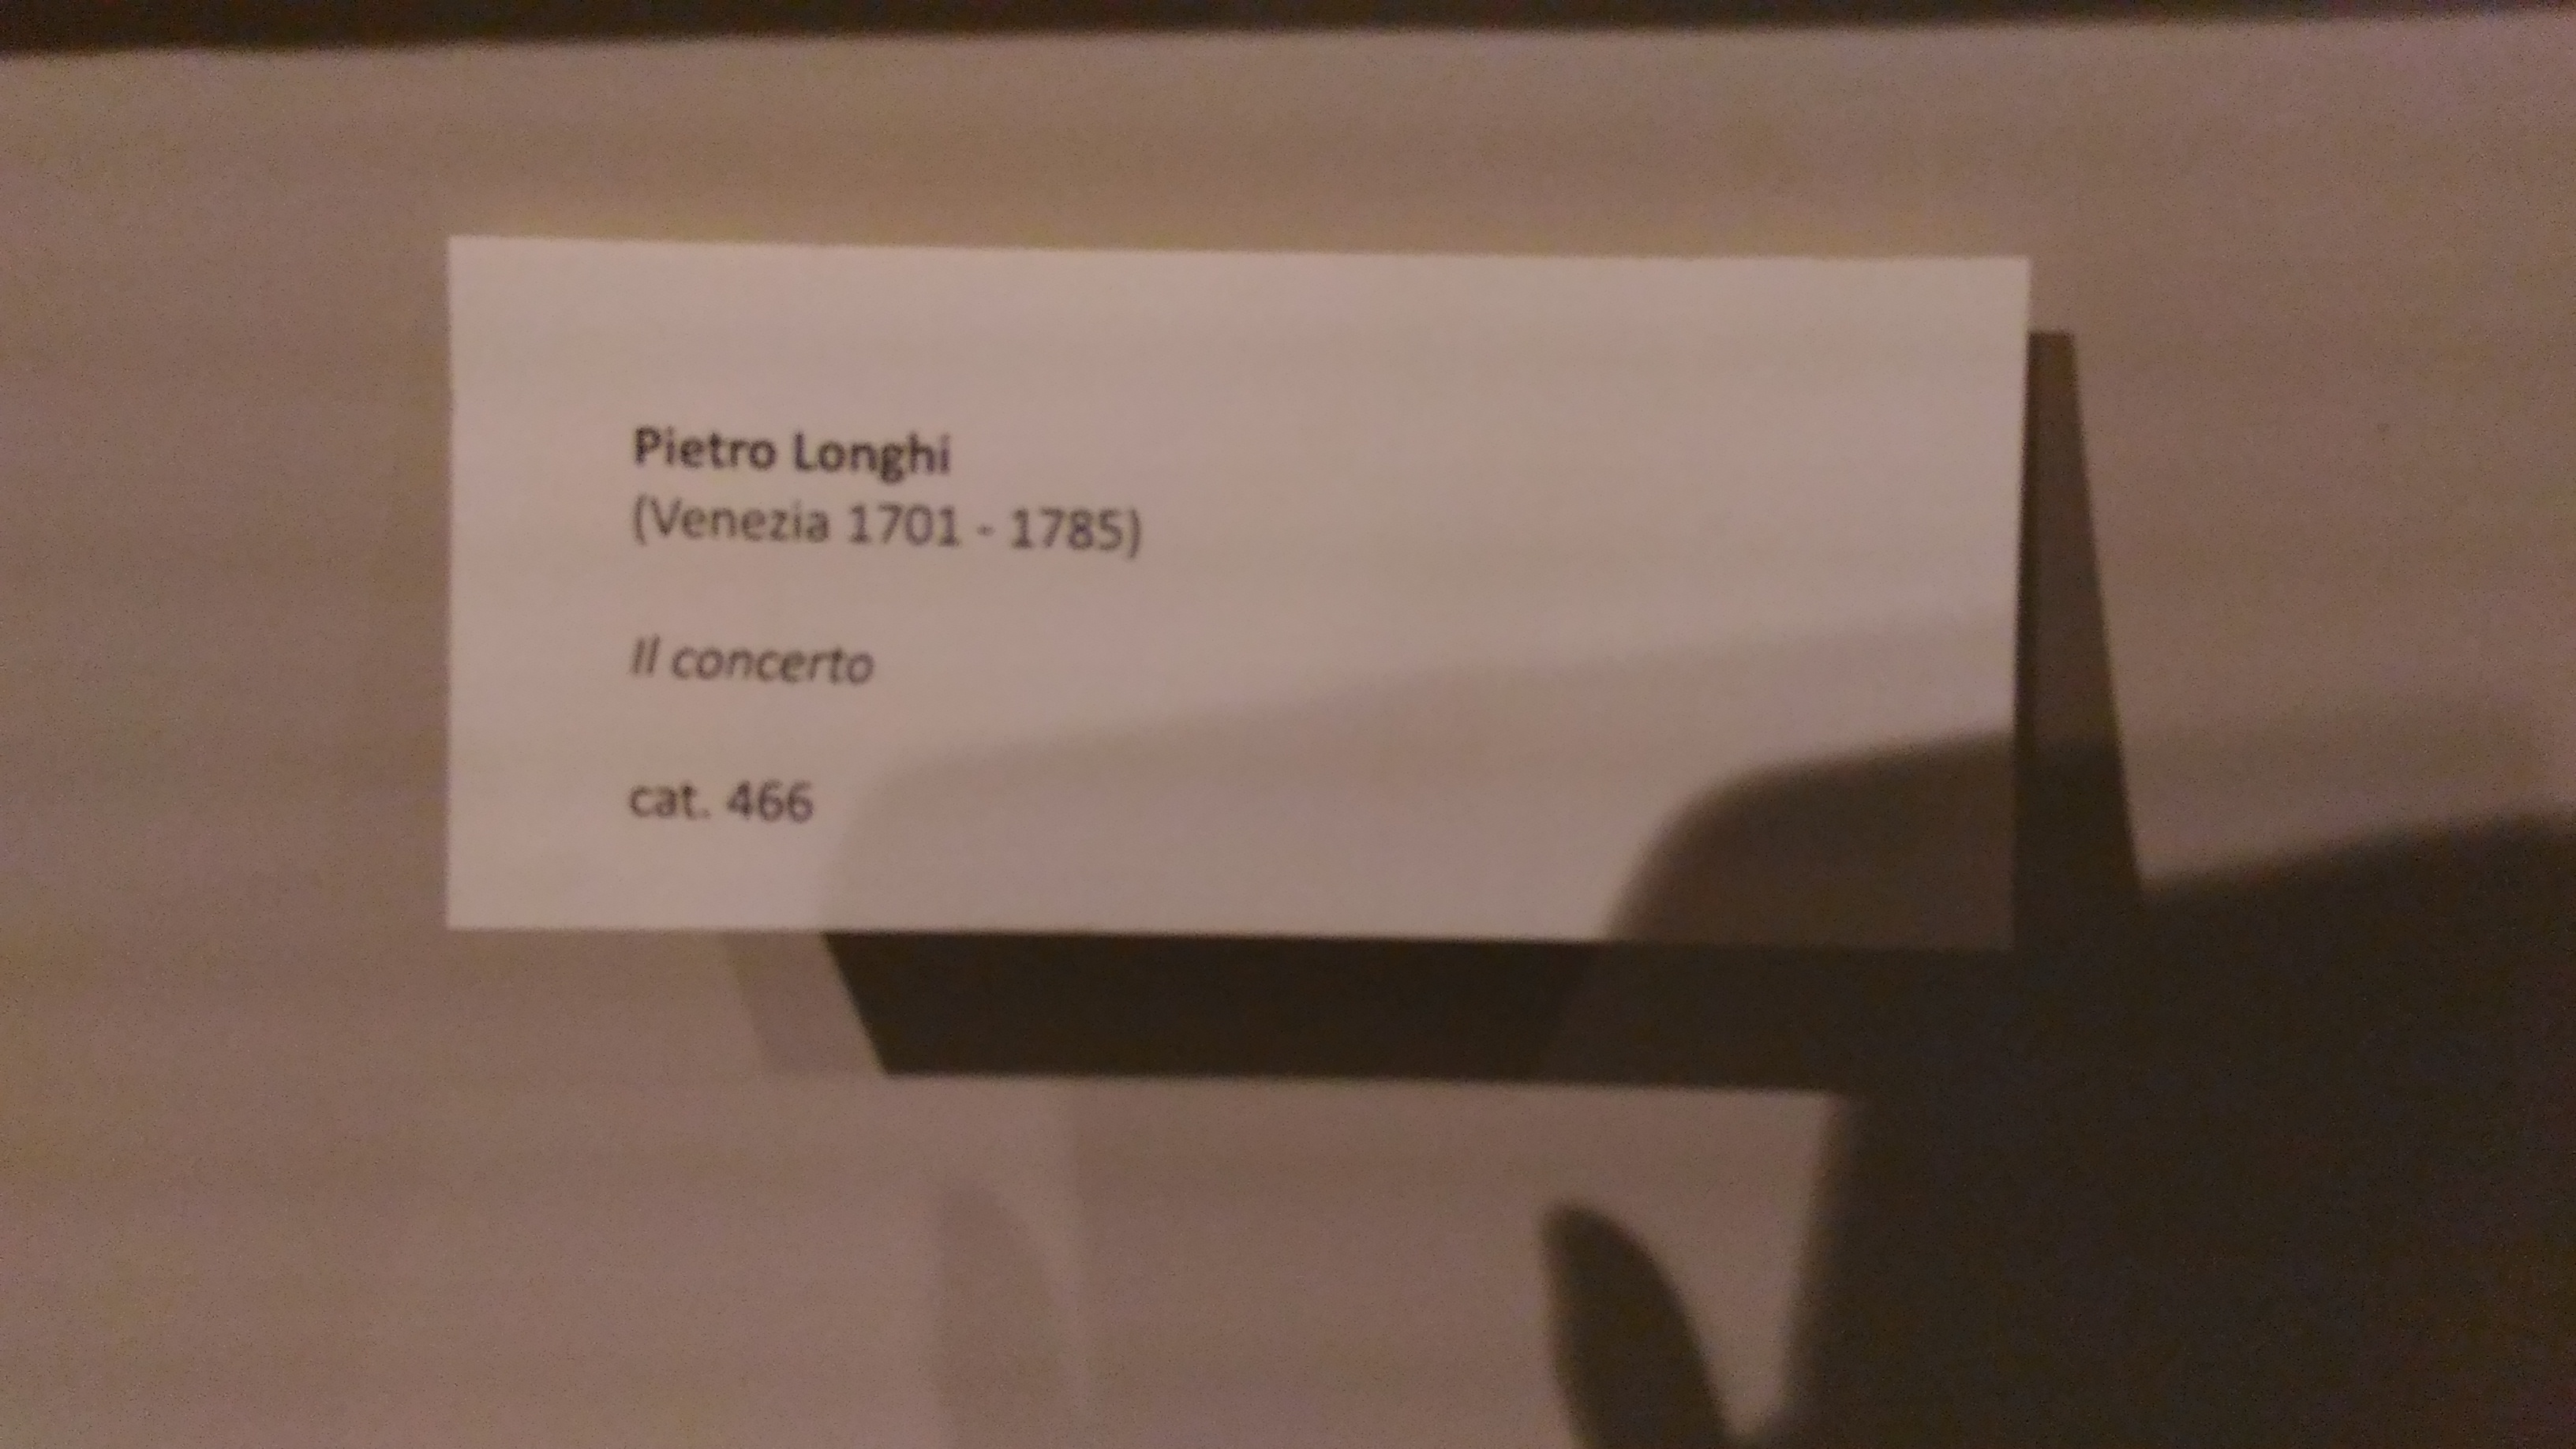 Pietro Longhi
(Venezia 1701 - 1785)
Il concerto
cat. 466